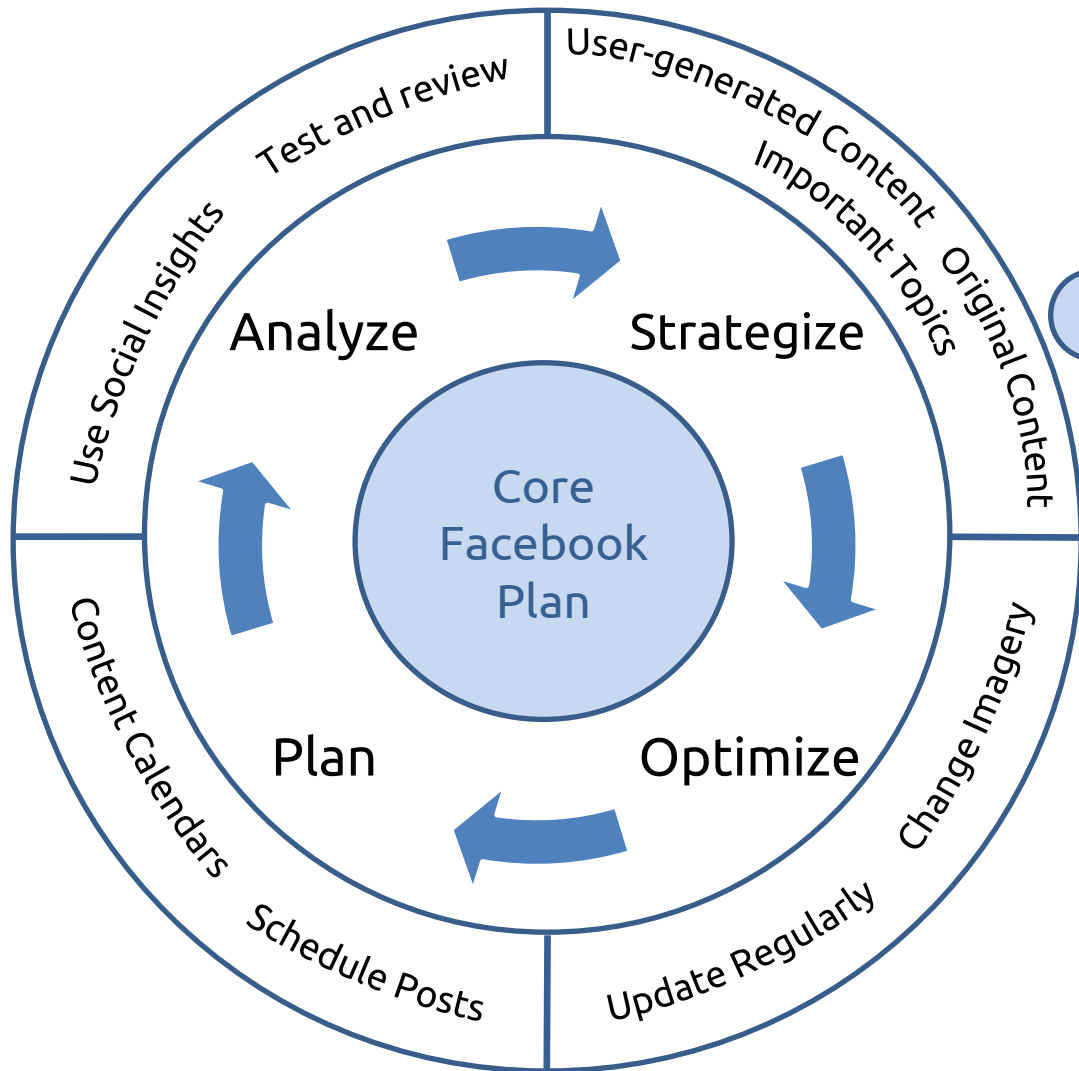 Test and review
User-generated Content
Important Topics
Original Content
Use Social Insights
Analyze
Strategize
Core
Facebook
Plan
Plan
Optimize
Content Calendars
Change Imagery
Schedule Posts
Update Regularly